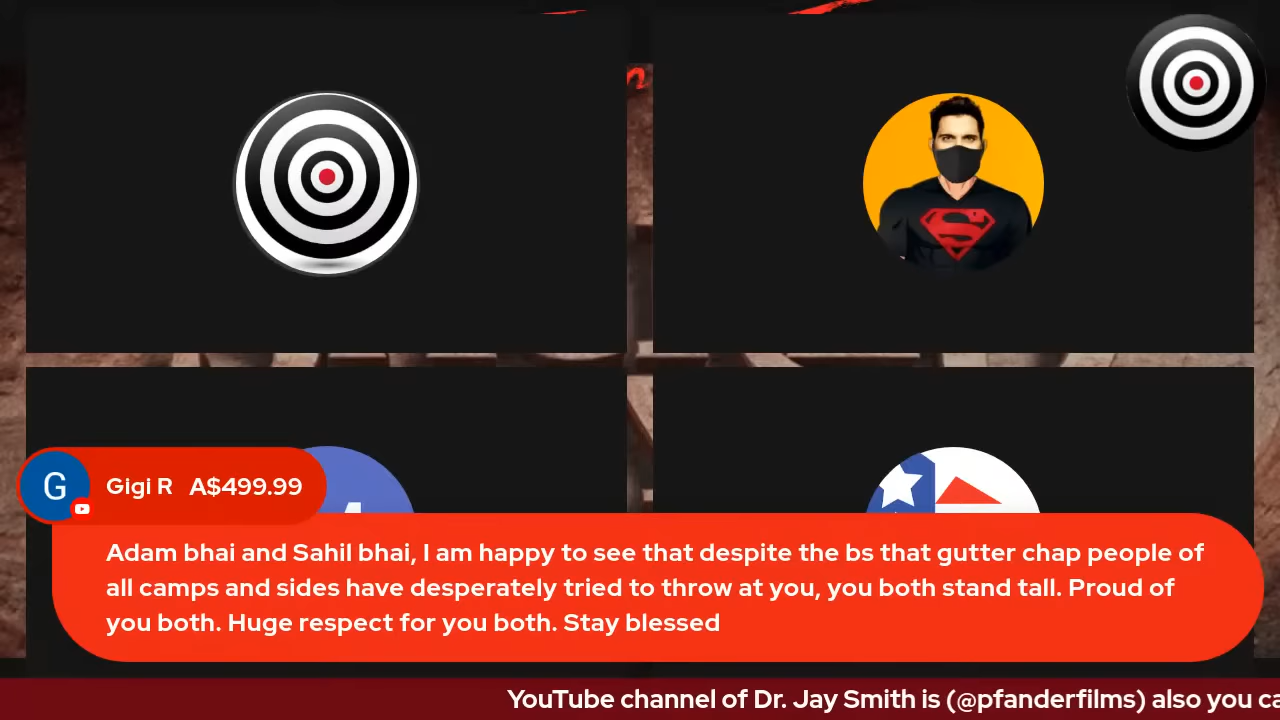 G
Gigi R A$499.99
Adam bhai and Sahil bhai, I am happy to see that despite the bs that gutter chap people of
all camps and sides have desperately tried to throw at you, you both stand tall. Proud of
you both. Huge respect for you both. Stay blessed
YouTube channel of Dr. Jay Smith is (@pfanderfilms) also you ca